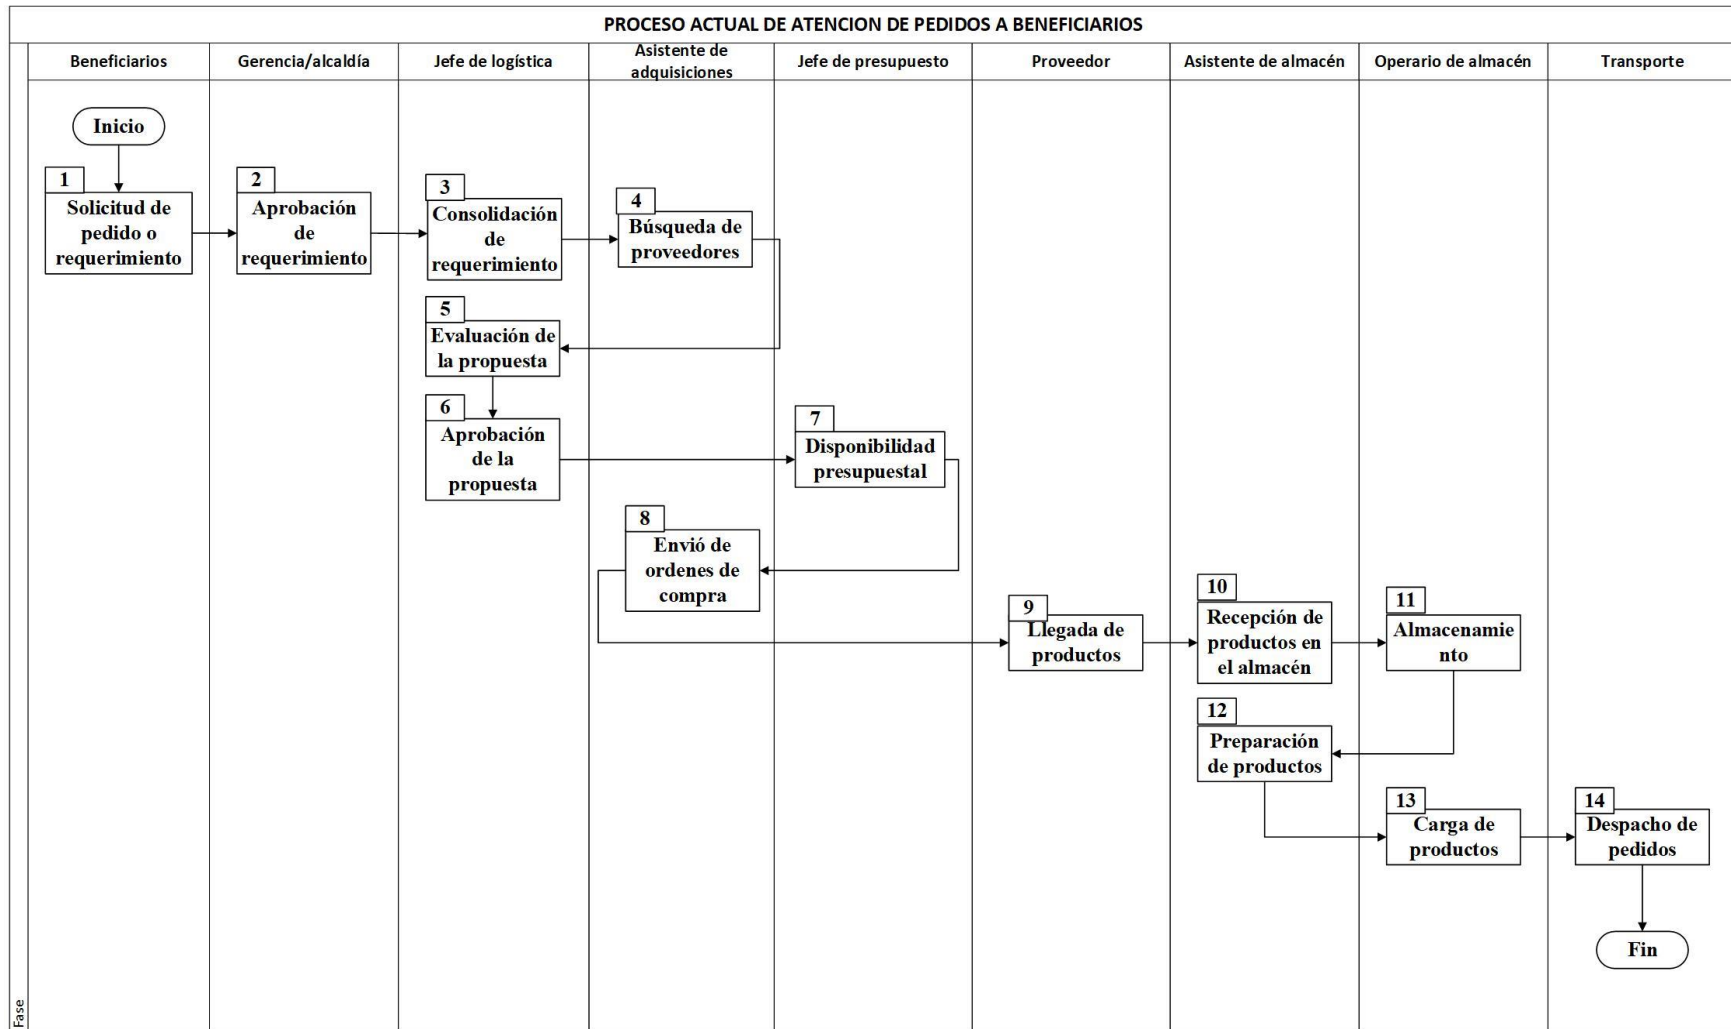 PROCESO ACTUAL DE ATENCION DE PEDIDOS A BENEFICIARIOS
Beneficiarios
Gerencia/alcaldía
Jefe de logística
Asistente de
adquisiciones
Jefe de presupuesto
Proveedor
Asistente de almacén
Operario de almacén
Transporte
Inicio
1
Solicitud de
pedido o
requerimiento
2
Aprobación
de
requerimiento
3
Consolidación
de
requerimiento
4
Búsqueda de
proveedores
5
Evaluación de
la propuesta
6
Aprobación
de la
propuesta
7
Disponibilidad
presupuestal
8
Envió de
ordenes de
compra
9
Llegada de
productos
10
Recepción de
productos en
el almacén
11
Almacenamie
nto
12
Preparación
de productos
13
Carga de
productos
14
Despacho de
pedidos
Fin
Fase